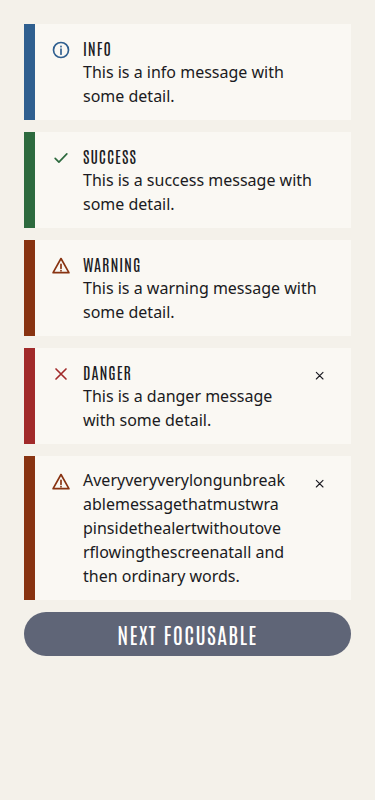 INFO
This is a info message with
some detail.
SUCCESS
This is a success message with
some detail.
WARNING
This is a warning message with
some detail.
DANGER
This is a danger message
with some detail.
Averyveryverylongunbreak
ablemessagethatmustwra
pinsidethealertwithoutove
rflowingthescreenatall and
then ordinary words.
NEXT FOCUSABLE